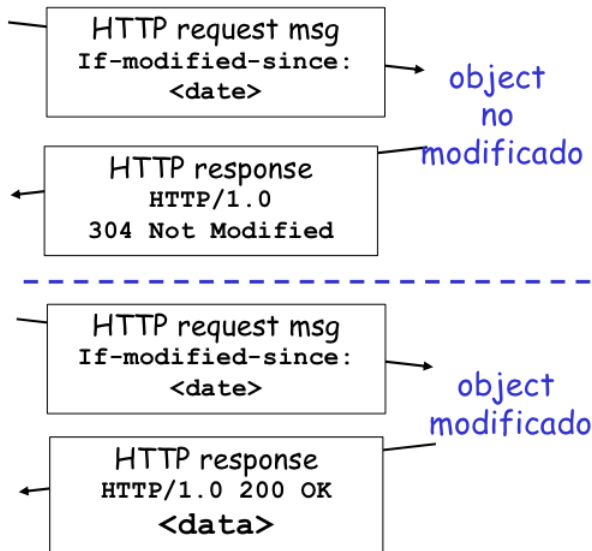 HTTP request msg
If-modified-since:
<date>
object
no
modificado
HTTP response
HTTP/1.0
304 Not Modified
HTTP request msg
If-modified-since:
<date>
object
modificado
HTTP response
HTTP/1.0 200 OK
<data>